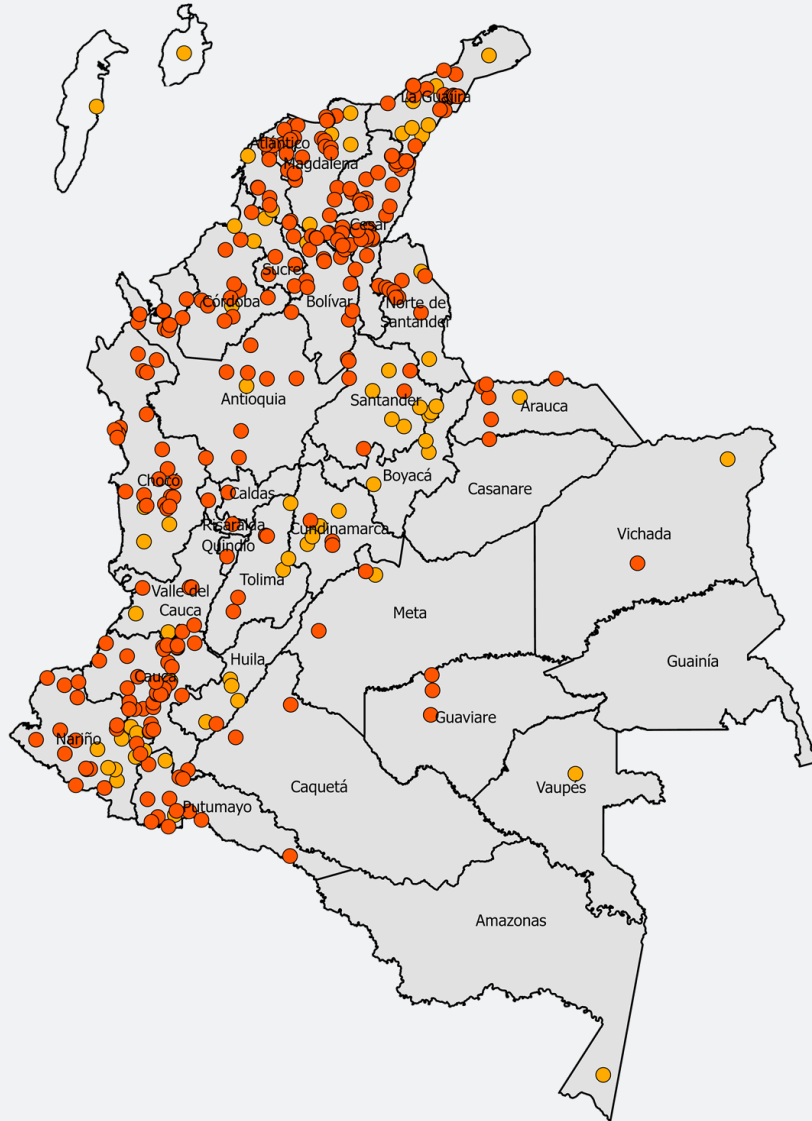 La Guajira
Atlántico
Magdalena
Cesar
Sucre
Córdoba
Bolívar
Norte de
Santander
Antioquia
Santander
Arauca
Chocó
Caldas
Boyacá
Casanare
Risaralda
Cundinamarca
Quindío
Vichada
Tolima
Valle del
Cauca
Meta
Huila
Guainía
Cauca
Guaviare
Nariño
Caquetá
Vaupés
Putumayo
Amazonas